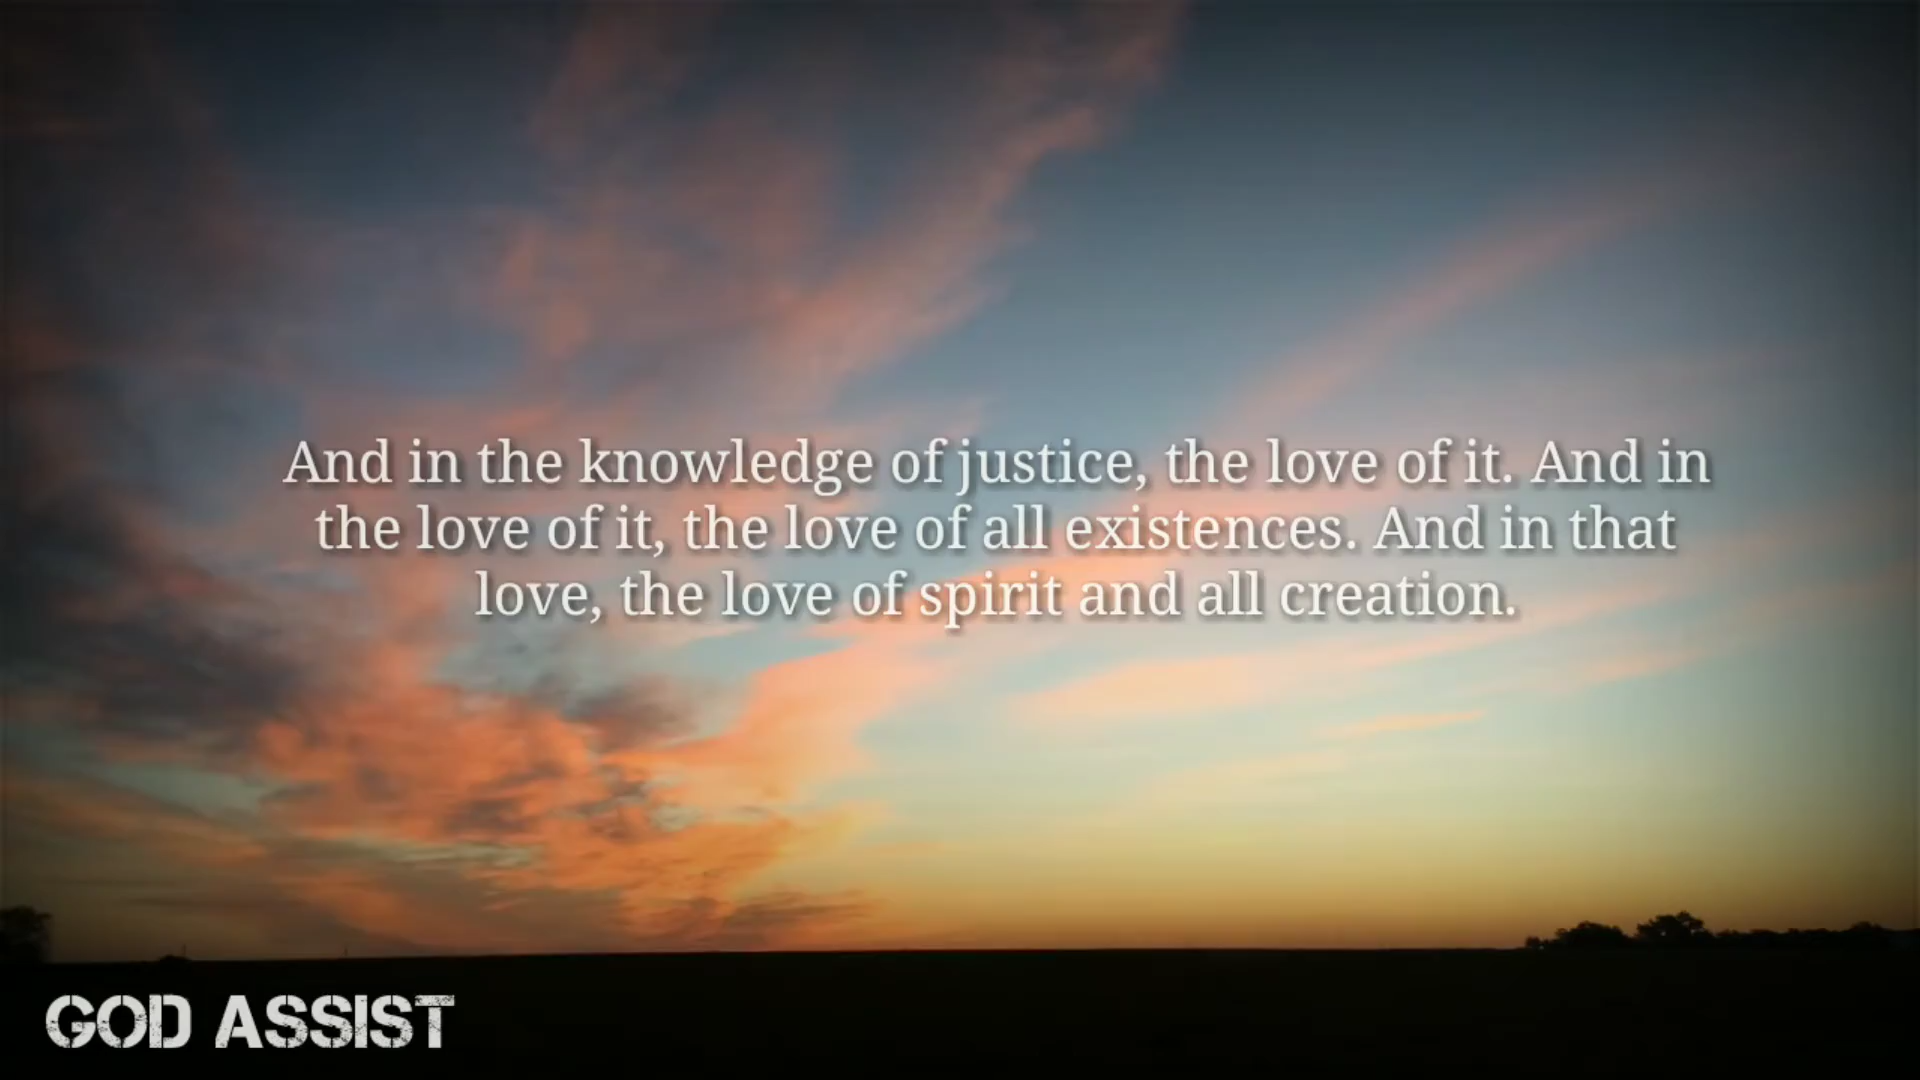 And in the knowledge of justice, the love of it. And in
the love of it, the love of all existences. And in that
love, the love of spirit and all creation.
GOD ASSIST